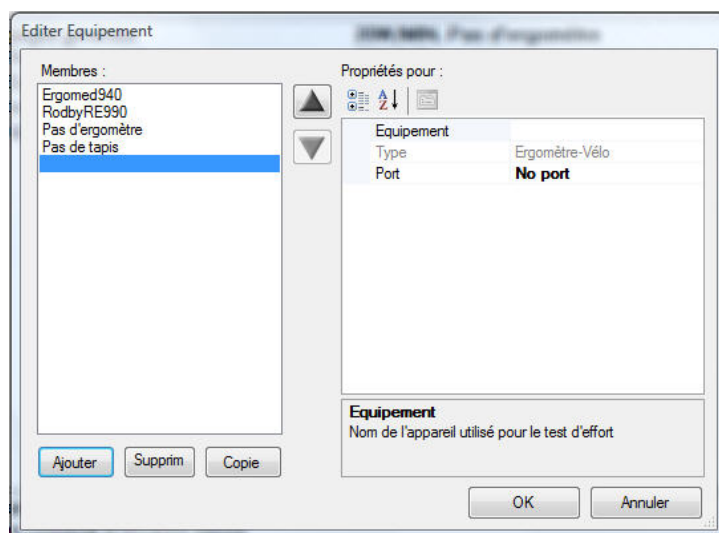 Editer Equipement
Membres :
Ergomed940
RodbyRE990
Pas d'ergomètre
Pas de tapis
Ajouter
Supprim
Copie
Propriétés pour :
Equipement
Type Ergomètre-Vélo
Port No port
Equipement
Nom de l'appareil utilisé pour le test d'effort
OK
Annuler